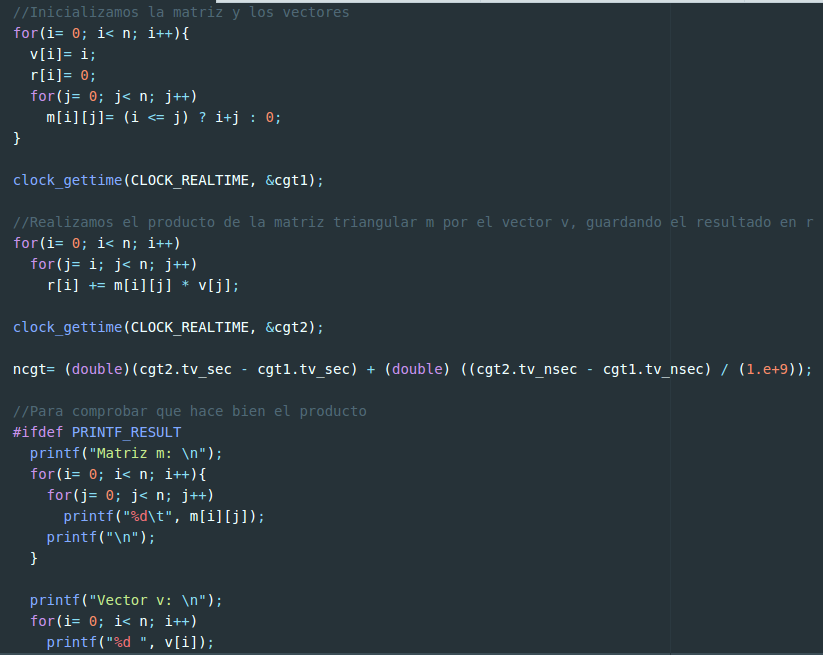 //Inicializamos la matriz y los vectores
for(i= 0; i< n; i++){
  v[i]= i;
  r[i]= 0;
  for(j= 0; j< n; j++)
    m[i][j]= (i <= j) ? i+j : 0;
}

clock_gettime(CLOCK_REALTIME, &cgt1);

//Realizamos el producto de la matriz triangular m por el vector v, guardando el resultado en r
for(i= 0; i< n; i++)
  for(j= i; j< n; j++)
    r[i] += m[i][j] * v[j];

clock_gettime(CLOCK_REALTIME, &cgt2);

ncgt= (double)(cgt2.tv_sec - cgt1.tv_sec) + (double) ((cgt2.tv_nsec - cgt1.tv_nsec) / (1.e+9));

//Para comprobar que hace bien el producto
#ifdef PRINTF_RESULT
  printf("Matriz m: \n");
  for(i= 0; i< n; i++){
    for(j= 0; j< n; j++)
      printf("%d\t", m[i][j]);
    printf("\n");
  }

  printf("Vector v: \n");
  for(i= 0; i< n; i++)
    printf("%d ", v[i]);